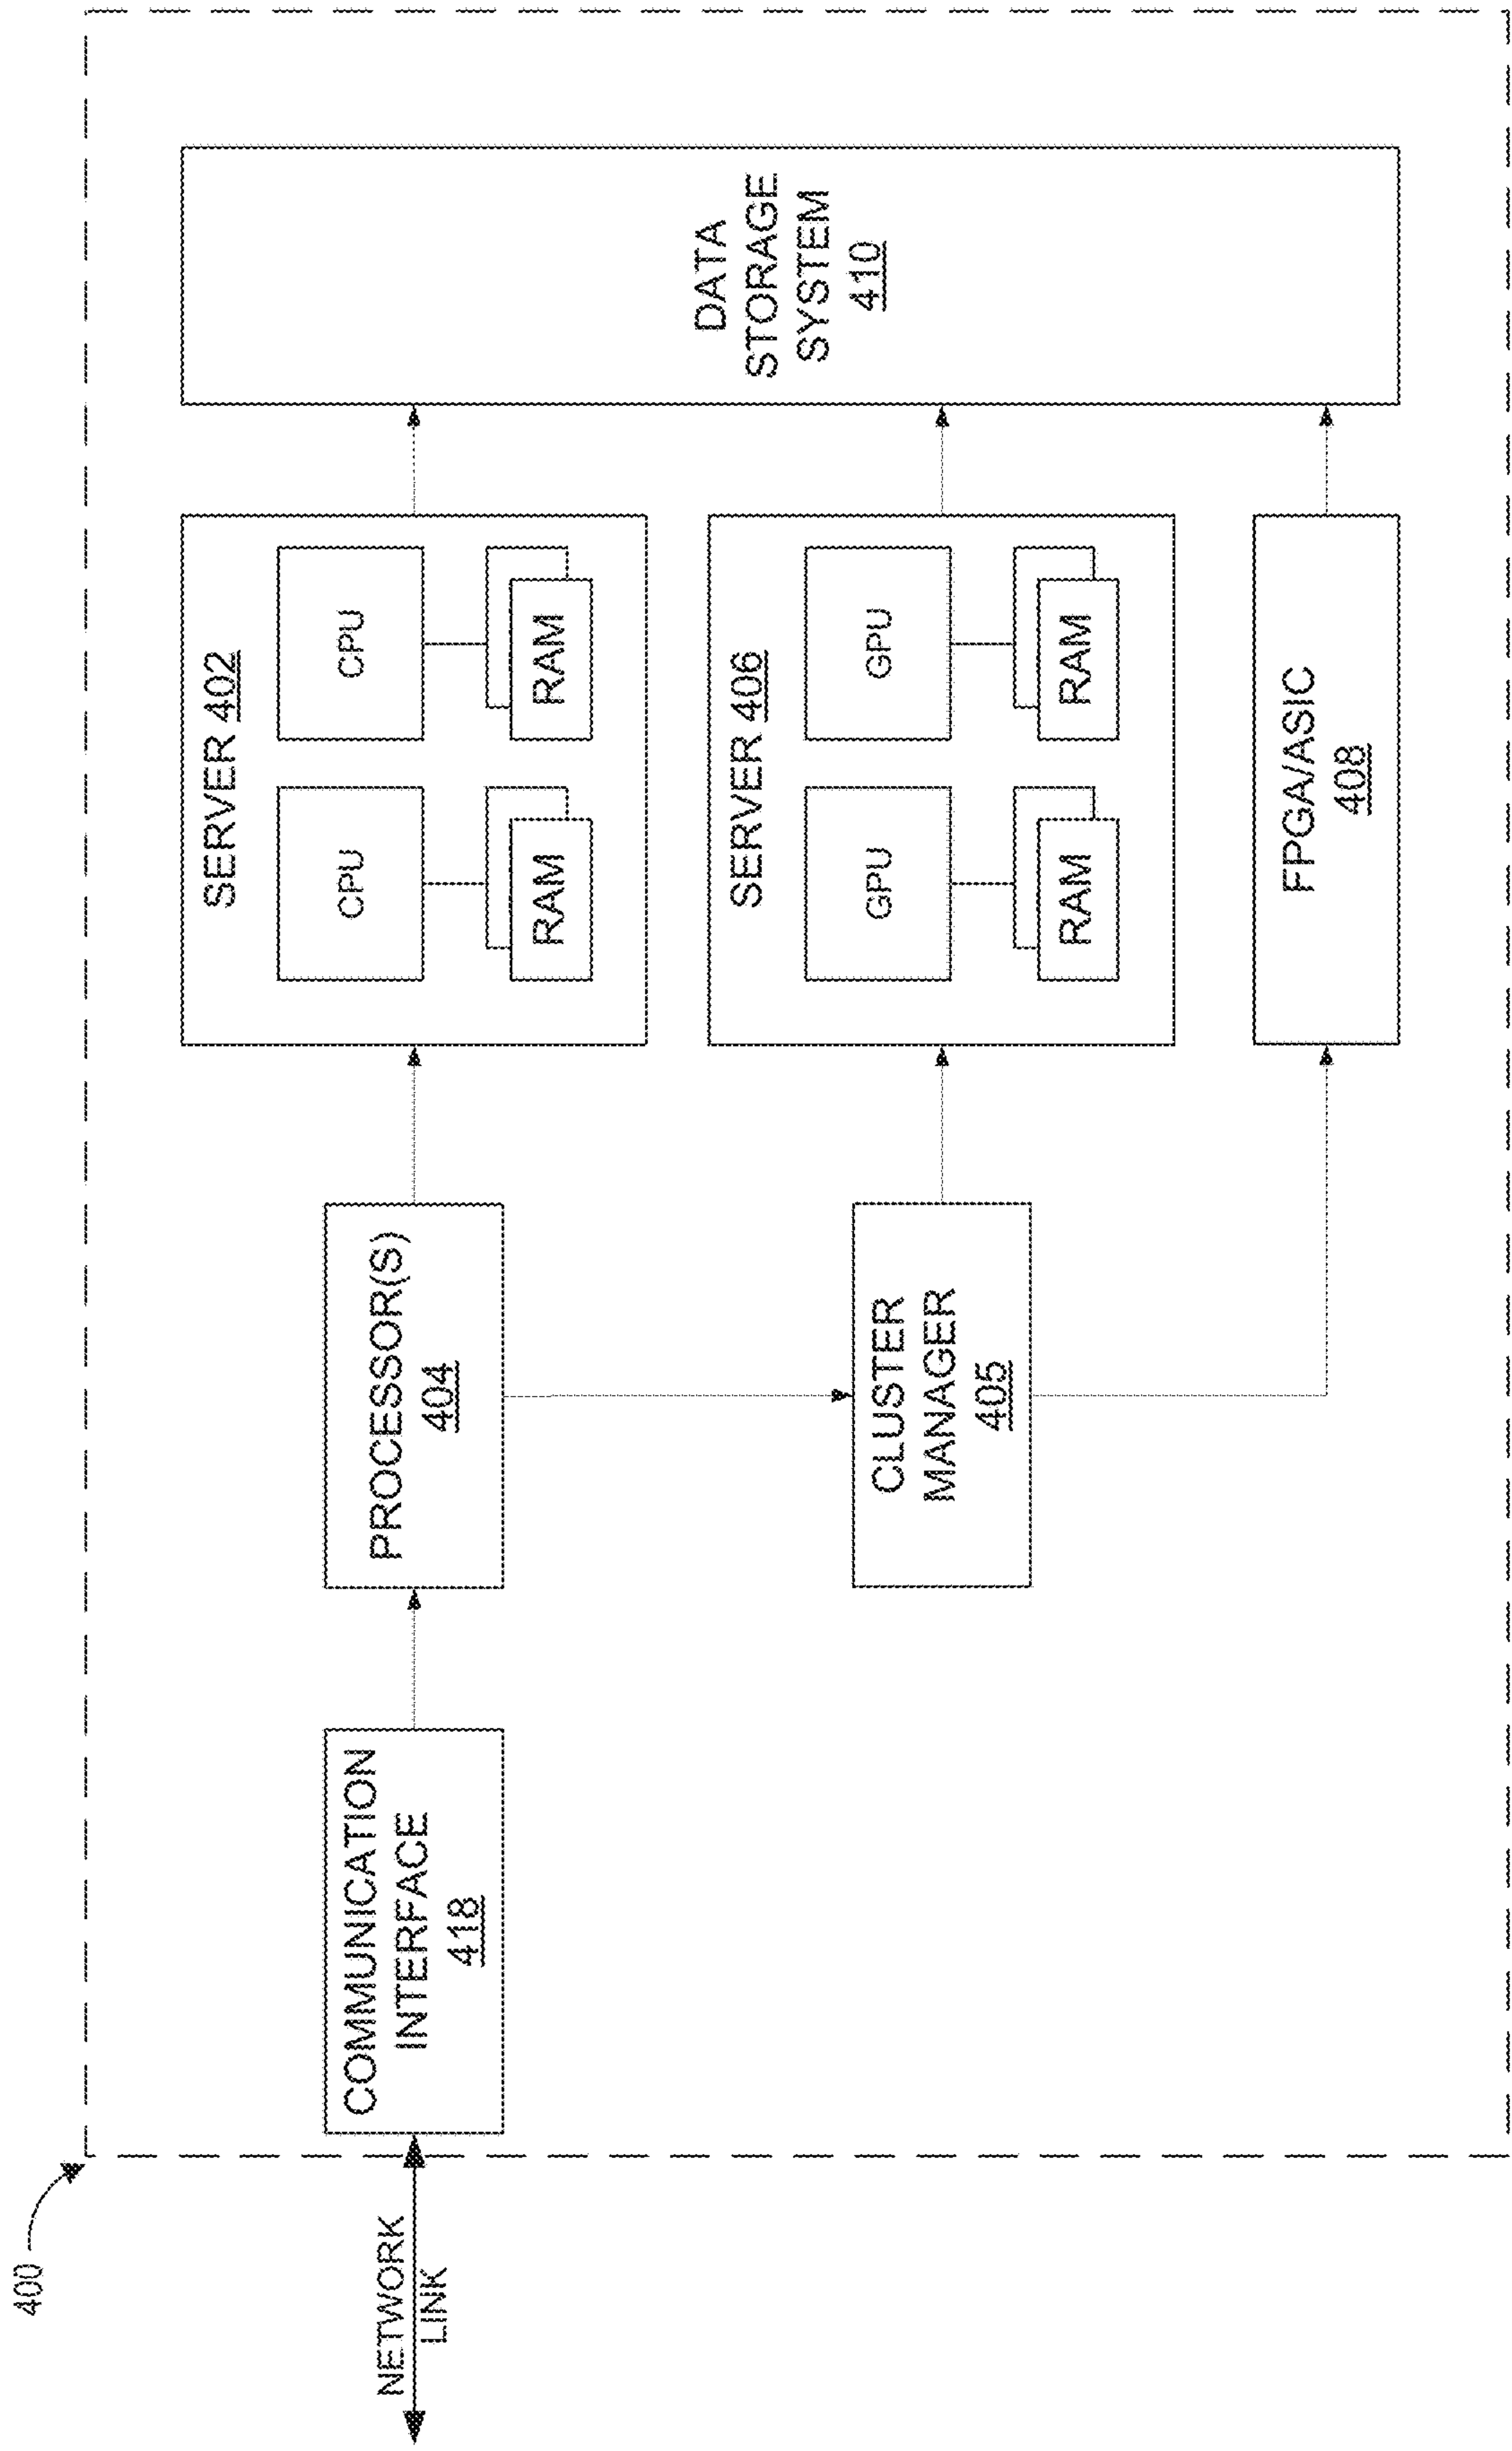 400
NETWORK
LINK
COMMUNICATION
INTERFACE
418
PROCESSOR(S)
404
CLUSTER
MANAGER
405
SERVER 402
CPU
CPU
RAM
RAM
SERVER 406
GPU
GPU
RAM
RAM
FPGA/ASIC
408
DATA
STORAGE
SYSTEM
410